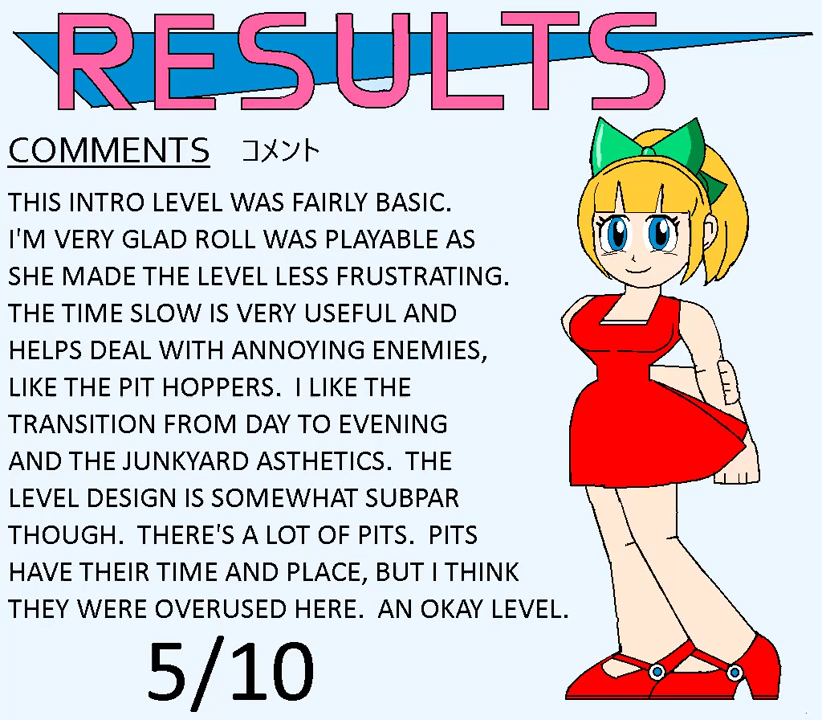 RESULTS
COMMENTS コメント
THIS INTRO LEVEL WAS FAIRLY BASIC.
I'M VERY GLAD ROLL WAS PLAYABLE AS
SHE MADE THE LEVEL LESS FRUSTRATING.
THE TIME SLOW IS VERY USEFUL AND
HELPS DEAL WITH ANNOYING ENEMIES,
LIKE THE PIT HOPPERS. I LIKE THE
TRANSITION FROM DAY TO EVENING
AND THE JUNKYARD ASTHETICS. THE
LEVEL DESIGN IS SOMEWHAT SUBPAR
THOUGH. THERE'S A LOT OF PITS. PITS
HAVE THEIR TIME AND PLACE, BUT I THINK
THEY WERE OVERUSED HERE. AN OKAY LEVEL.
5/10